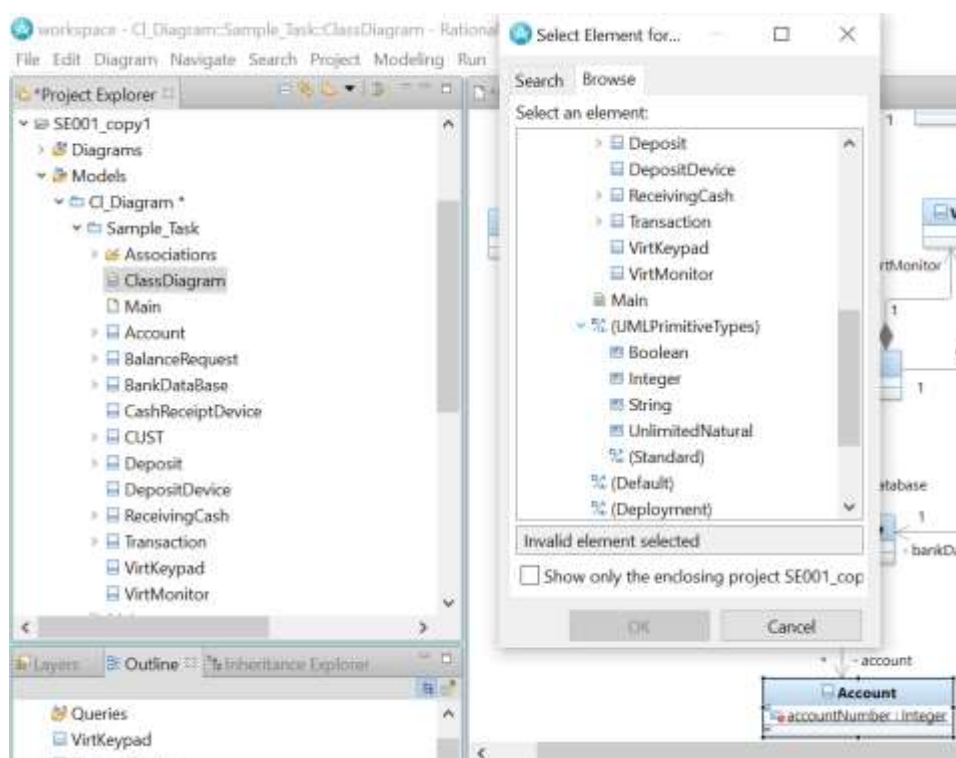 workspace - Cl_Diagram::Sample_Task::ClassDiagram - Rational
File Edit Diagram Navigate Search Project Modeling Run
*Project Explorer
SE001_copy1
Diagrams
Models
Cl_Diagram *
Sample_Task
Associations
ClassDiagram
Main
Account
BalanceRequest
BankDataBase
CashReceiptDevice
CUST
Deposit
DepositDevice
ReceivingCash
Transaction
VirtKeypad
VirtMonitor
Layers Outline Inheritance Explorer
Queries
VirtKeypad
Select Element for...
Search Browse
Select an element:
Deposit
DepositDevice
ReceivingCash
Transaction
VirtKeypad
VirtMonitor
Main
(UMLPrimitiveTypes)
Boolean
Integer
String
UnlimitedNatural
(Standard)
(Default)
(Deployment)
Invalid element selected
Show only the enclosing project SE001_cop
OK Cancel
1
V
rtMonitor
1
1
atabase
1
- bankDa
* - account
Account
accountNumber : Integer